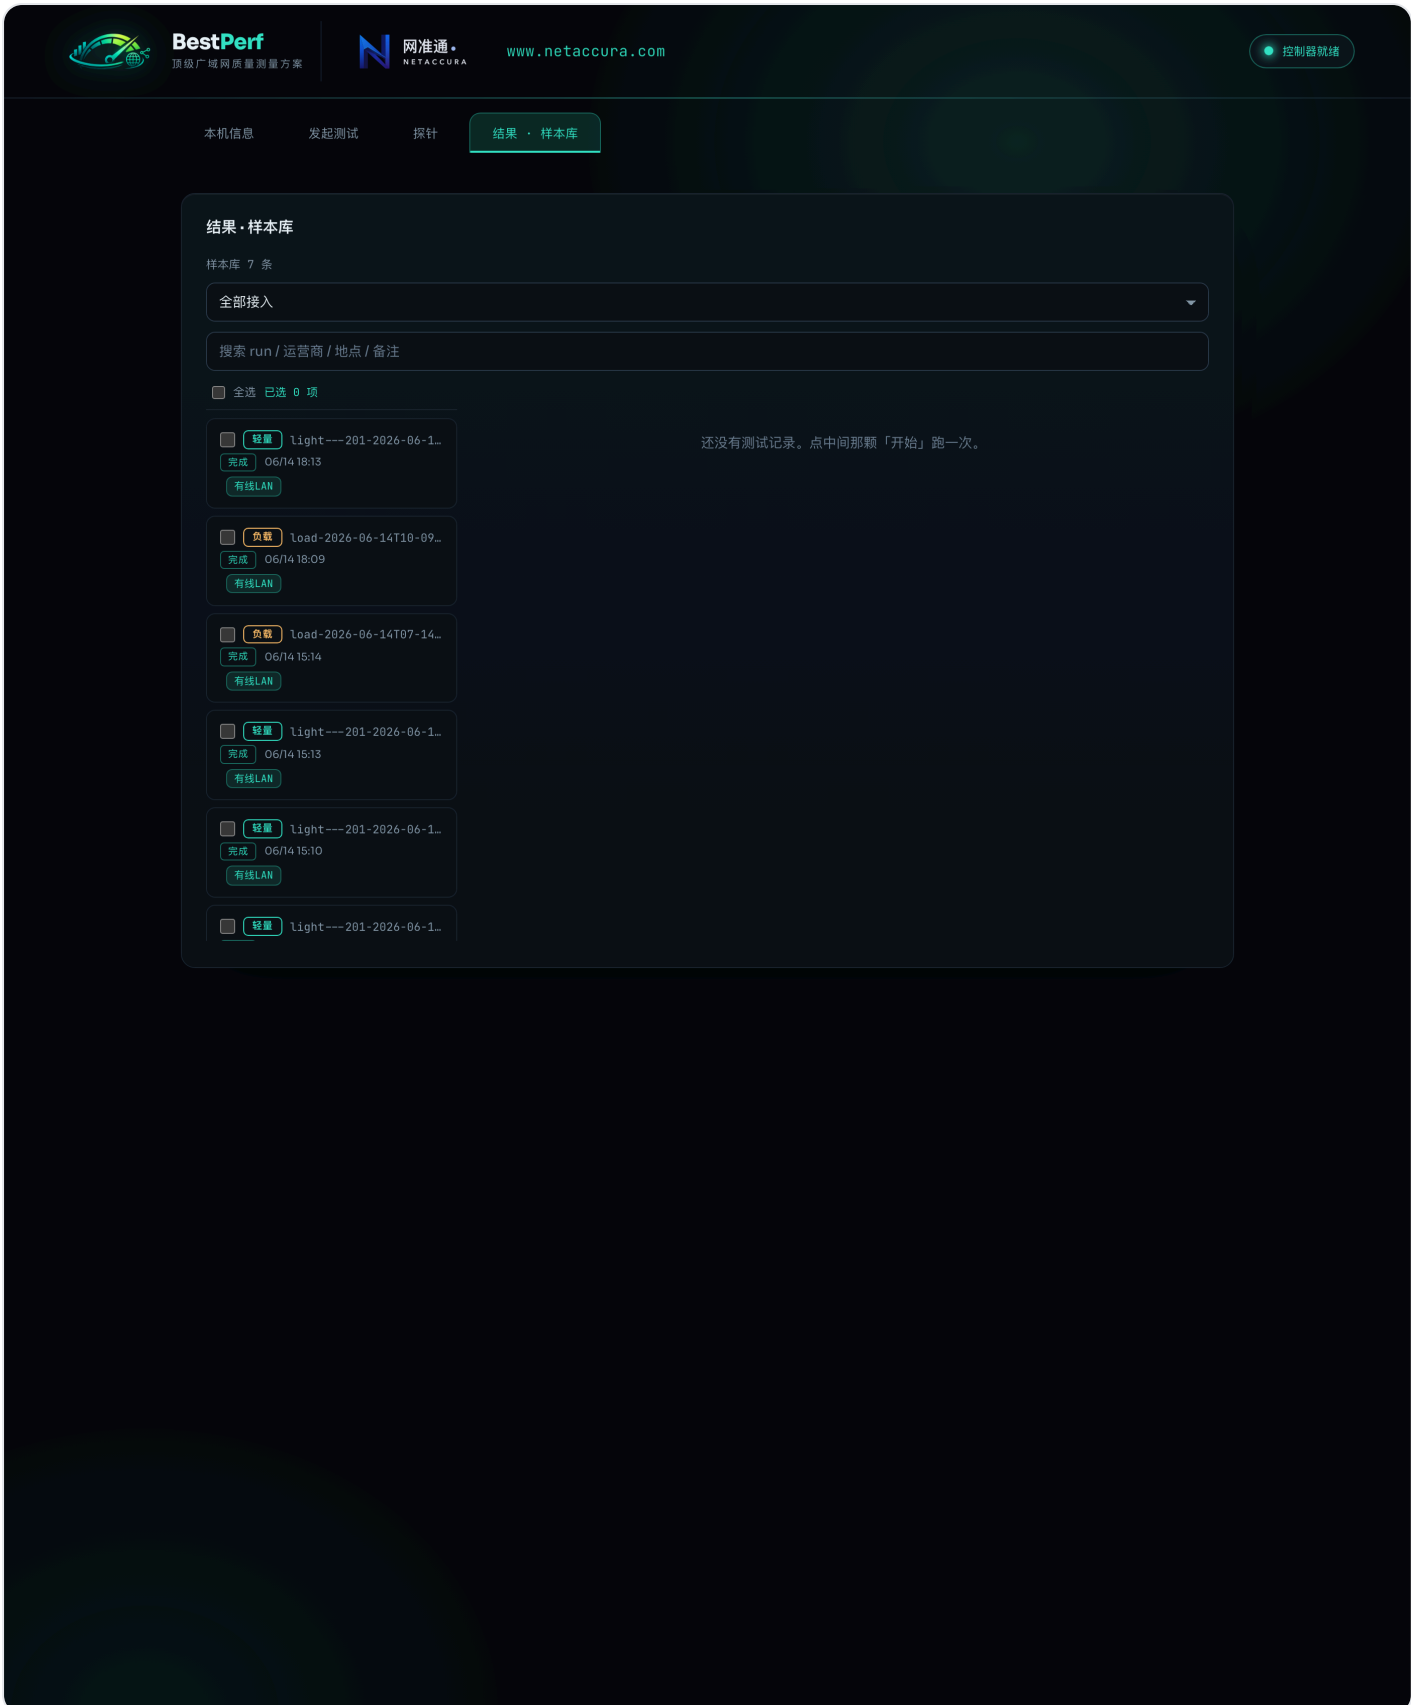 BestPerf
顶级广域网质量测量方案
网准通
NETACCURA
www.netaccura.com
控制器就绪
本机信息
发起测试
探针
结果 · 样本库
结果·样本库
样本库 7 条
全部接入
搜索 run / 运营商 / 地点 / 备注
全选 已选 0 项
轻量 light---201-2026-06-1…
完成 06/14 18:13
有线LAN
负载 load-2026-06-14T10-09…
完成 06/14 18:09
有线LAN
负载 load-2026-06-14T07-14…
完成 06/14 15:14
有线LAN
轻量 light---201-2026-06-1…
完成 06/14 15:13
有线LAN
轻量 light---201-2026-06-1…
完成 06/14 15:10
有线LAN
轻量 light---201-2026-06-1…
还没有测试记录。点中间那颗「开始」跑一次。